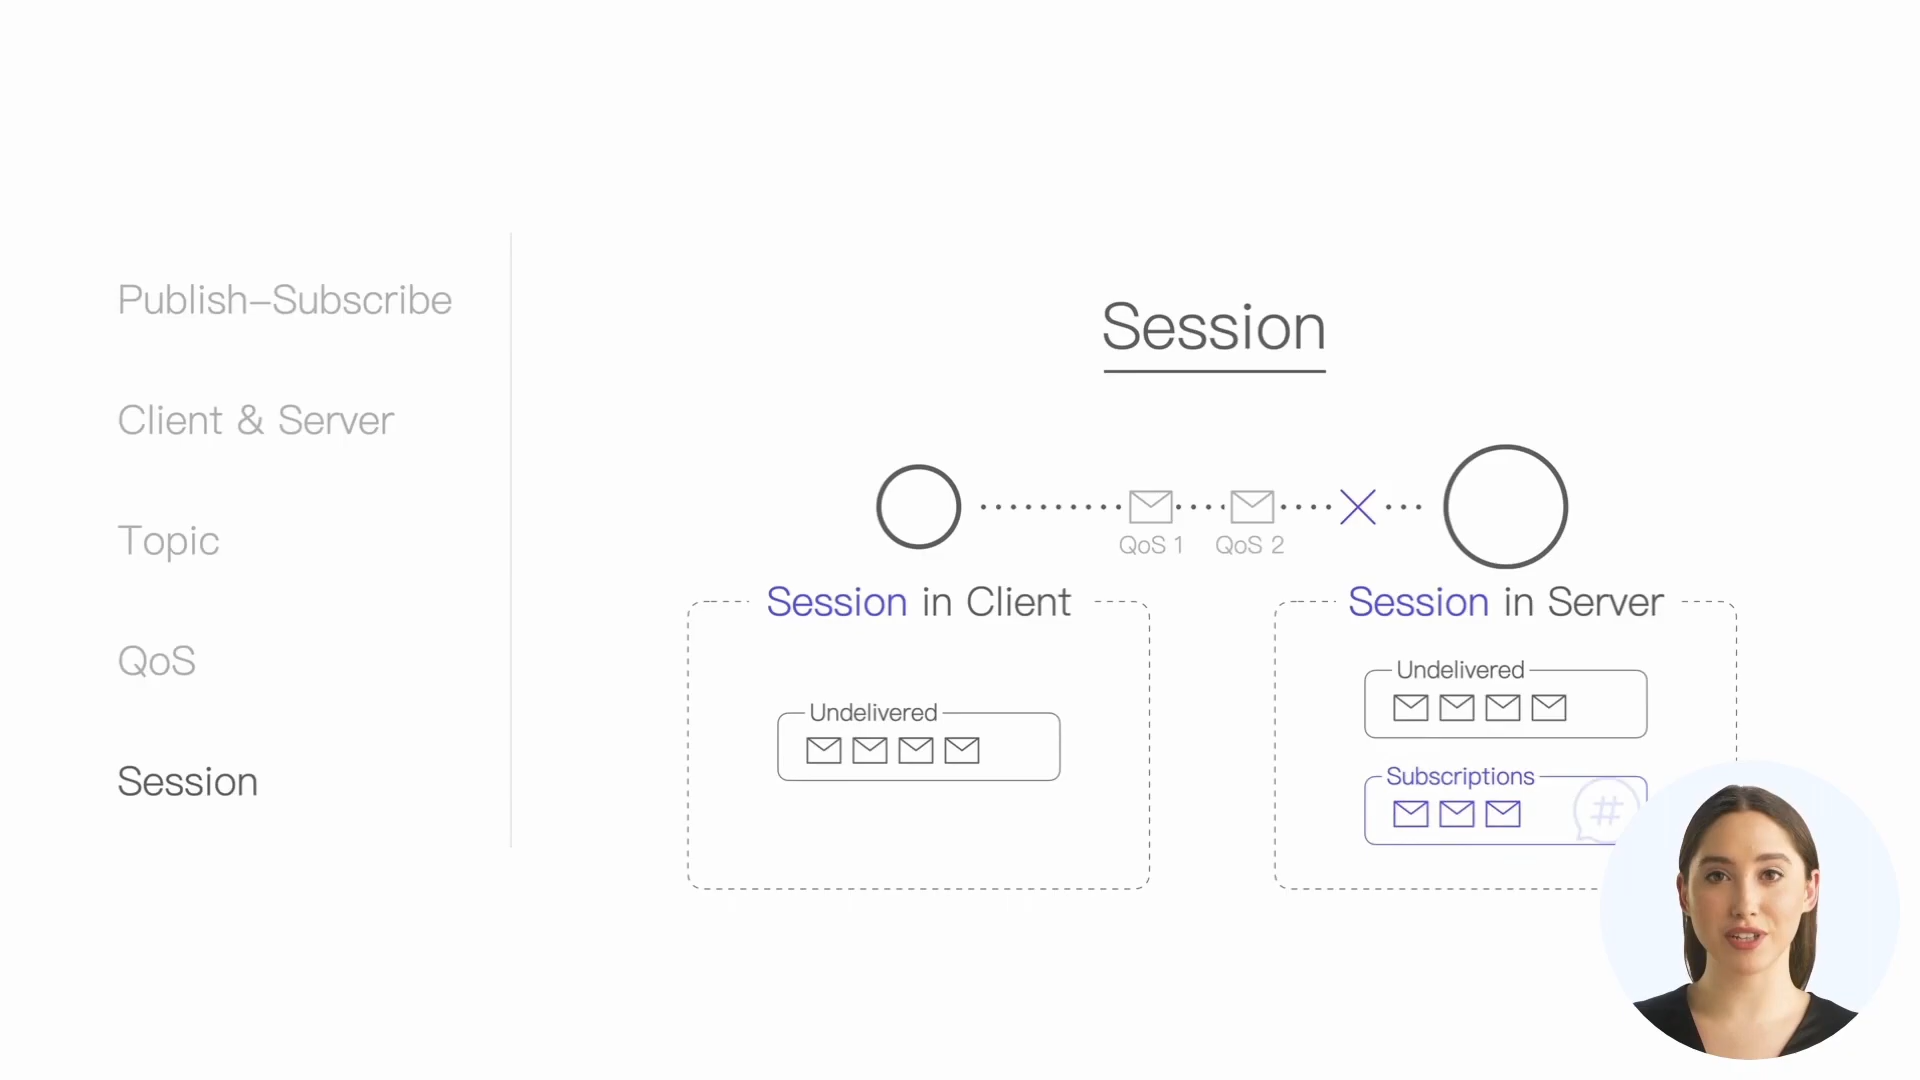 Publish–Subscribe
Client & Server
Topic
QoS
Session
Session
QoS 1
QoS 2
Session in Client
Undelivered
Session in Server
Undelivered
Subscriptions
#